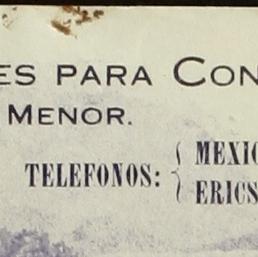 ES PARA CON
MENOR.
TELEFONOS: { MEXIC
ERICS